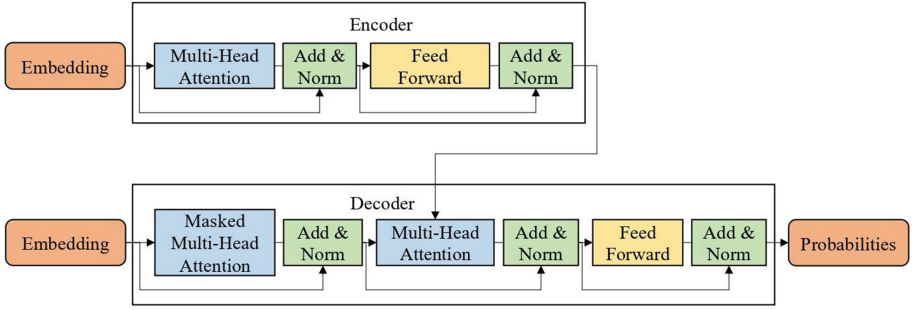 Encoder
Embedding
Multi-Head
Attention
Add &
Norm
Feed
Forward
Add &
Norm
Decoder
Embedding
Masked
Multi-Head
Attention
Add &
Norm
Multi-Head
Attention
Add &
Norm
Feed
Forward
Add &
Norm
Probabilities